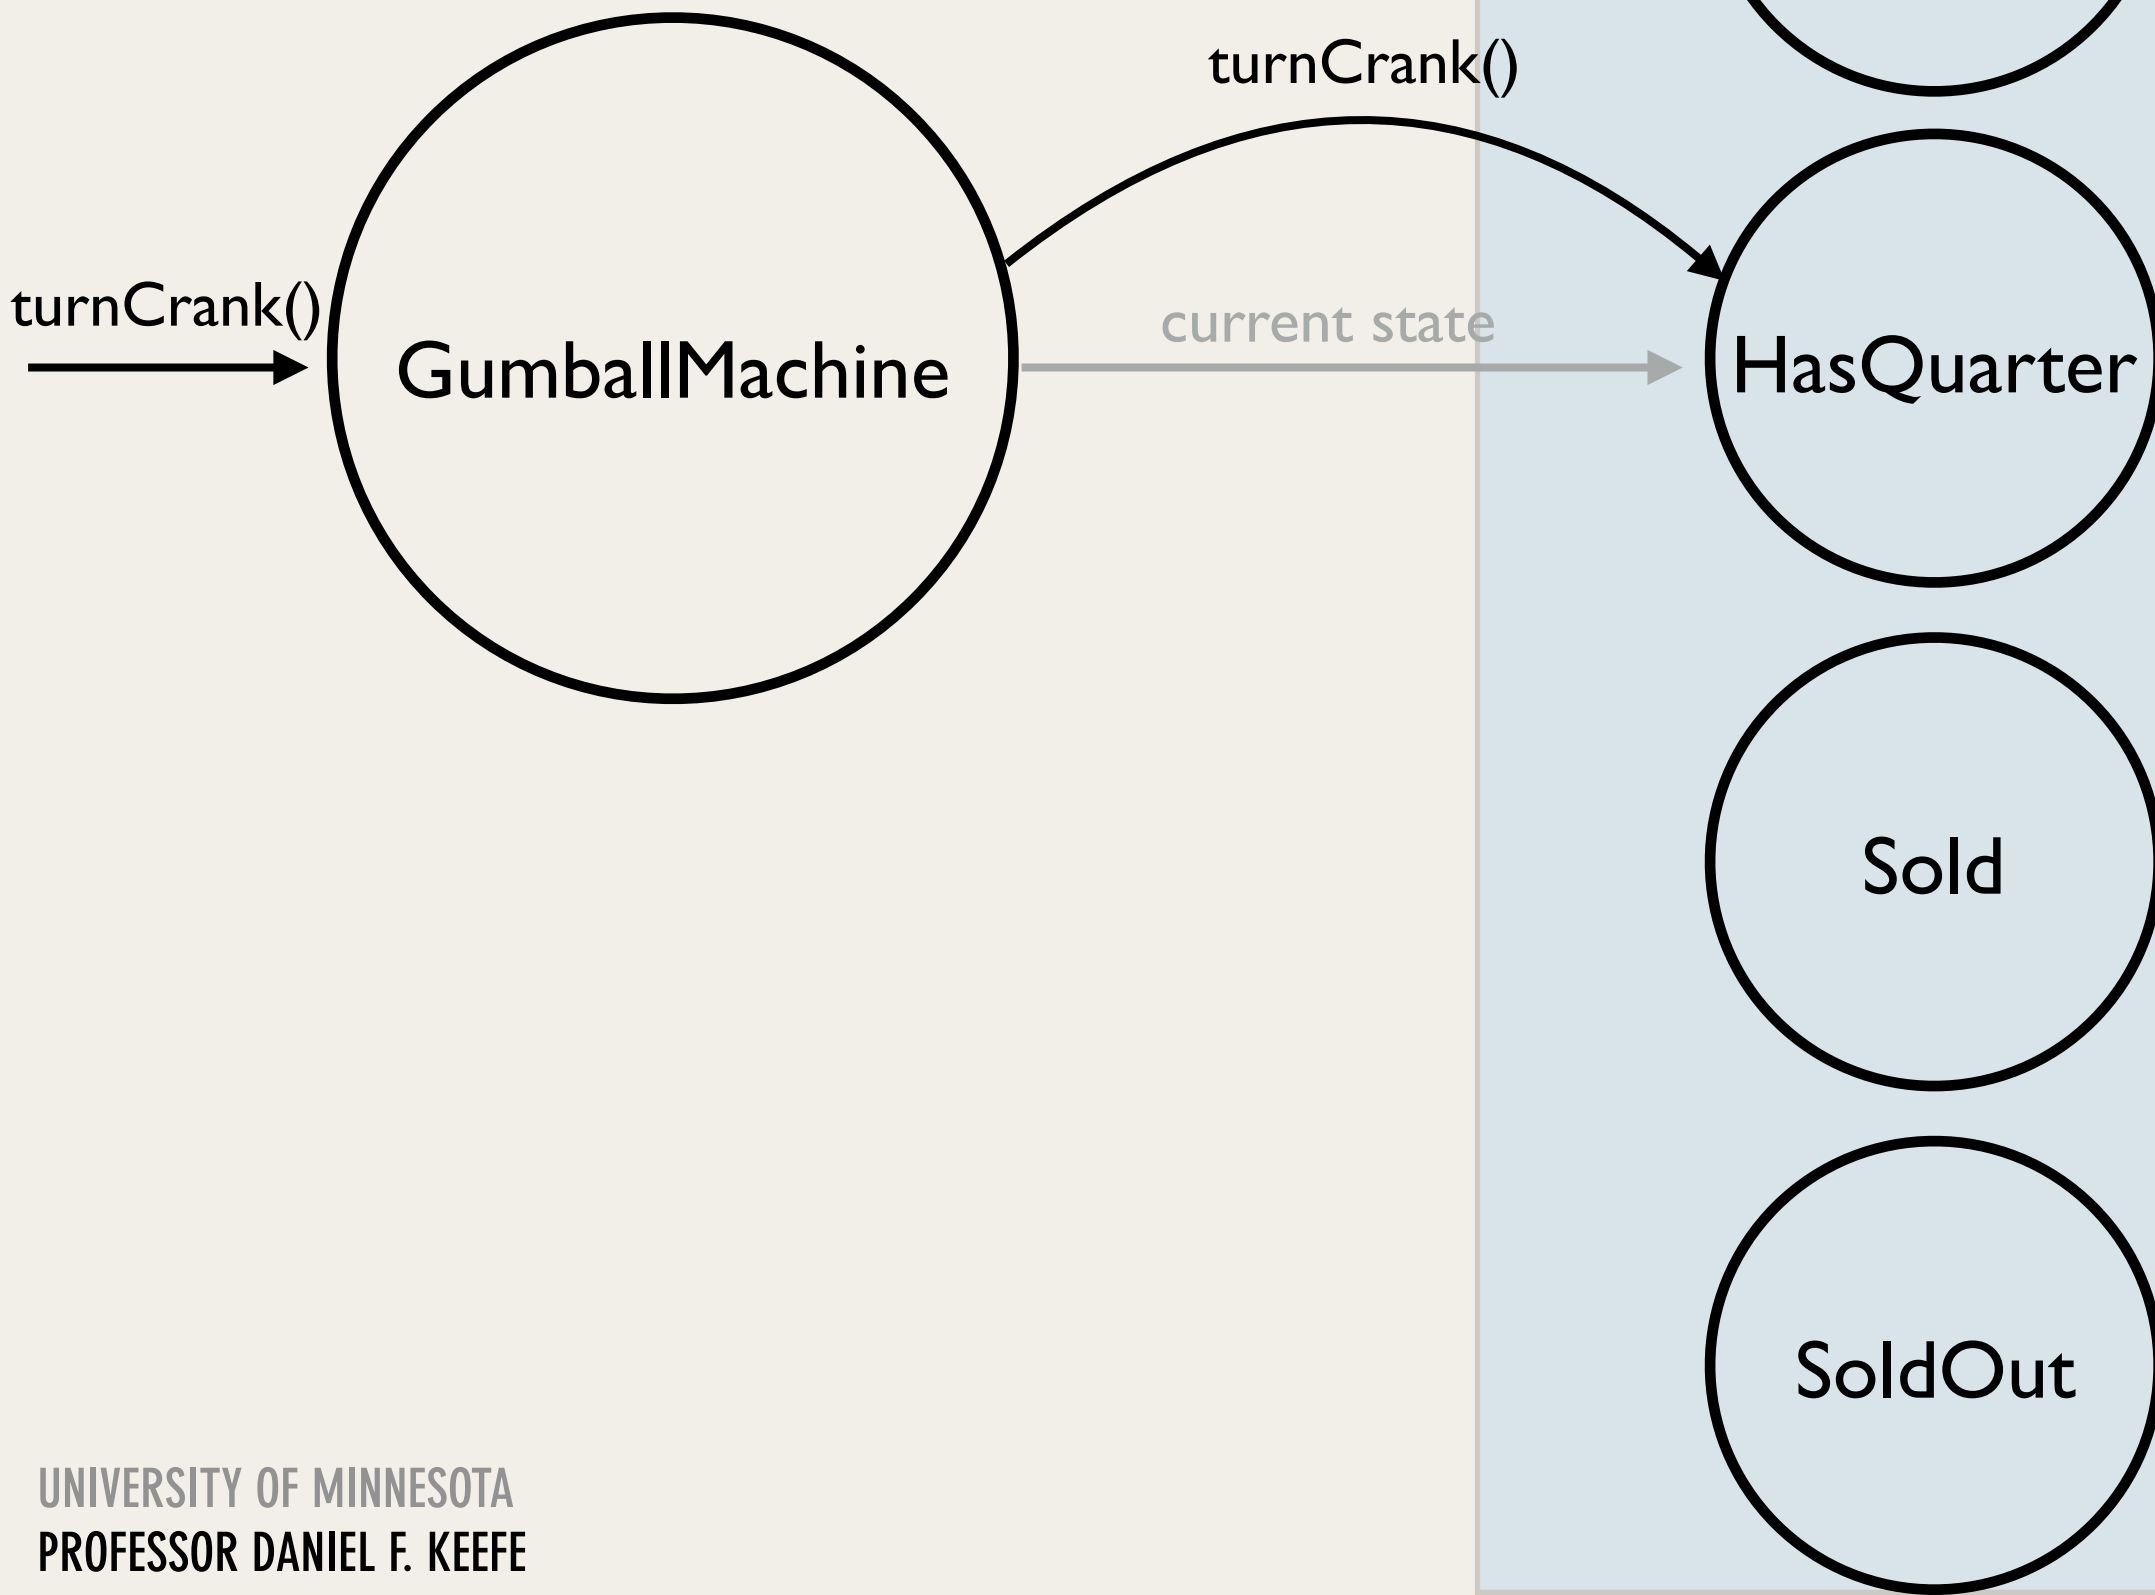 turnCrank()
turnCrank()
current state
GumballMachine
HasQuarter
Sold
SoldOut
UNIVERSITY OF MINNESOTA
PROFESSOR DANIEL F. KEEFE